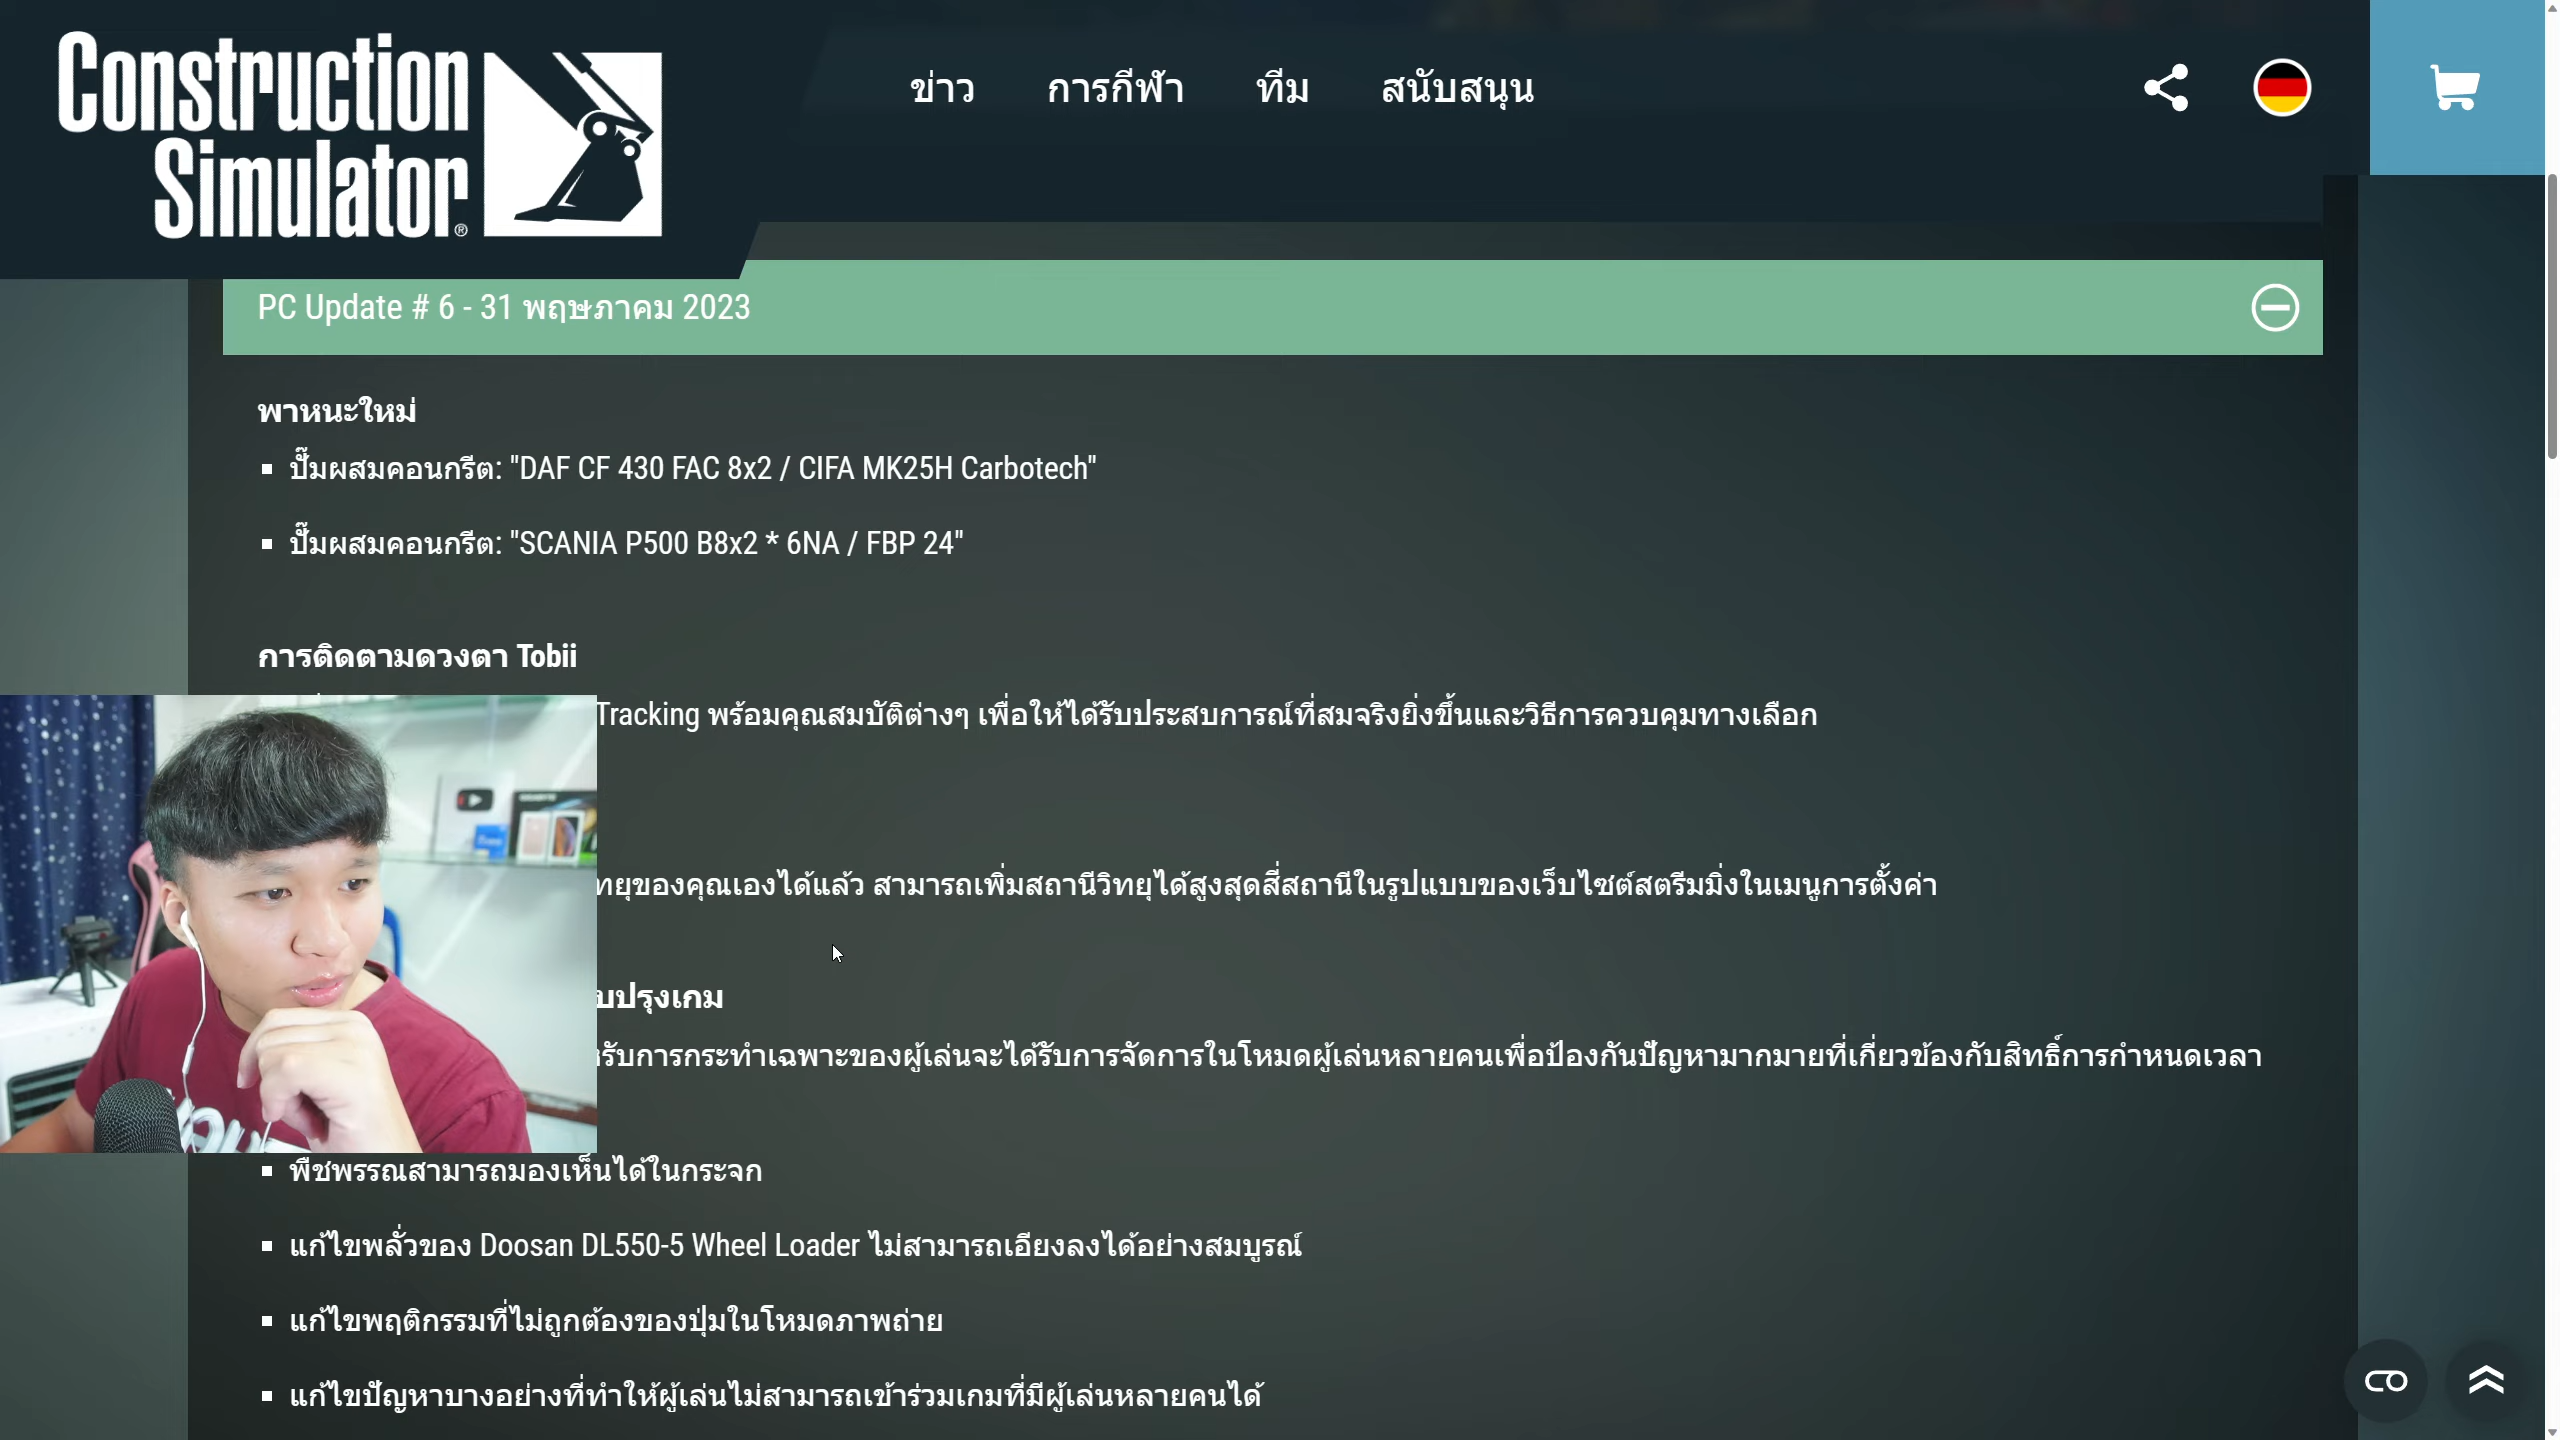 Construction
Simulator®
ข่าว การกีฬา ทีม สนับสนุน
PC Update # 6 - 31 พฤษภาคม 2023
พาหนะใหม่
ปั๊มผสมคอนกรีต: "DAF CF 430 FAC 8x2 / CIFA MK25H Carbotech"
ปั๊มผสมคอนกรีต: "SCANIA P500 B8x2 * 6NA / FBP 24"
การติดตามดวงตา Tobii
Tracking พร้อมคุณสมบัติต่างๆ เพื่อให้ได้รับประสบการณ์ที่สมจริงยิ่งขึ้นและวิธีการควบคุมทางเลือก
ของคุณเองได้แล้ว สามารถเพิ่มสถานีวิทยุได้สูงสุดสี่สถานีในรูปแบบของเว็บไซต์สตรีมมิ่งในเมนูการตั้งค่า
บปรุงเกม
รับการกระทำเฉพาะของผู้เล่นจะได้รับการจัดการในโหมดผู้เล่นหลายคนเพื่อป้องกันปัญหามากมายที่เกี่ยวข้องกับสิทธิ์การกำหนดเวลา
พืชพรรณสามารถมองเห็นได้ในกระจก
แก้ไขพลั่วของ Doosan DL550-5 Wheel Loader ไม่สามารถเอียงลงได้อย่างสมบูรณ์
แก้ไขพฤติกรรมที่ไม่ถูกต้องของปุ่มในโหมดภาพถ่าย
แก้ไขปัญหาบางอย่างที่ทำให้ผู้เล่นไม่สามารถเข้าร่วมเกมที่มีผู้เล่นหลายคนได้